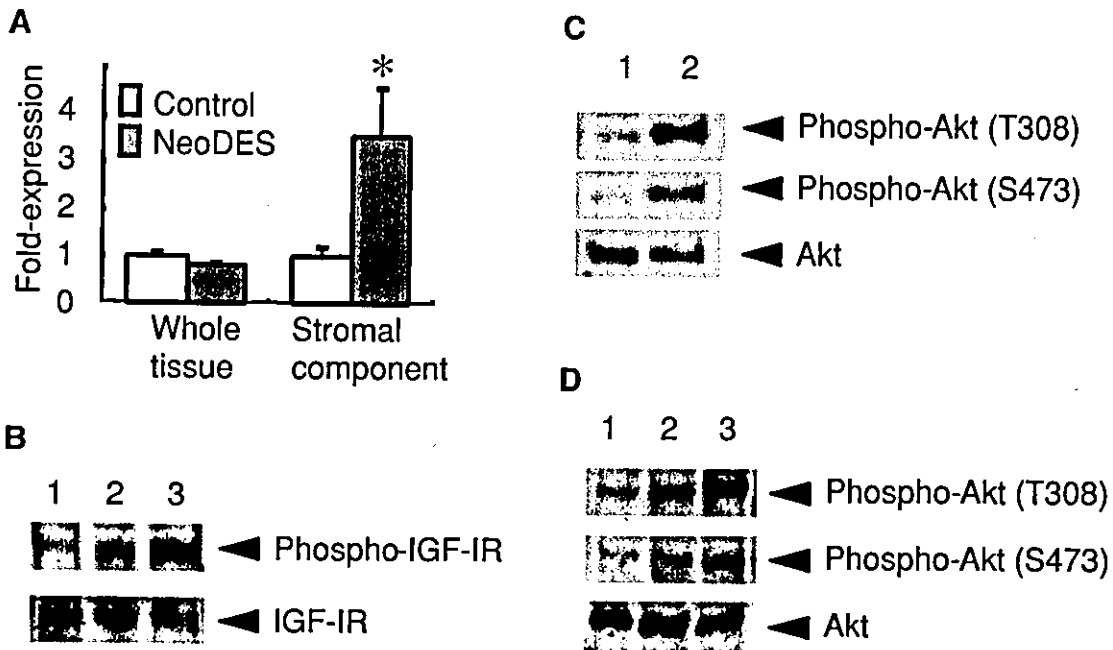 A
Fold-expression
4
3
2
1
0
Control
NeoDES
*
Whole
tissue
Stromal
component
B
1 2 3
Phospho-IGF-IR
IGF-IR
C
1 2
Phospho-Akt (T308)
Phospho-Akt (S473)
Akt
D
1 2 3
Phospho-Akt (T308)
Phospho-Akt (S473)
Akt